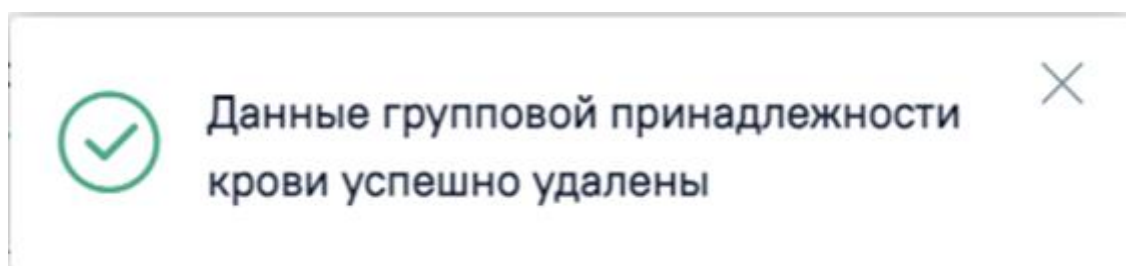 Данные групповой принадлежности
крови успешно удалены